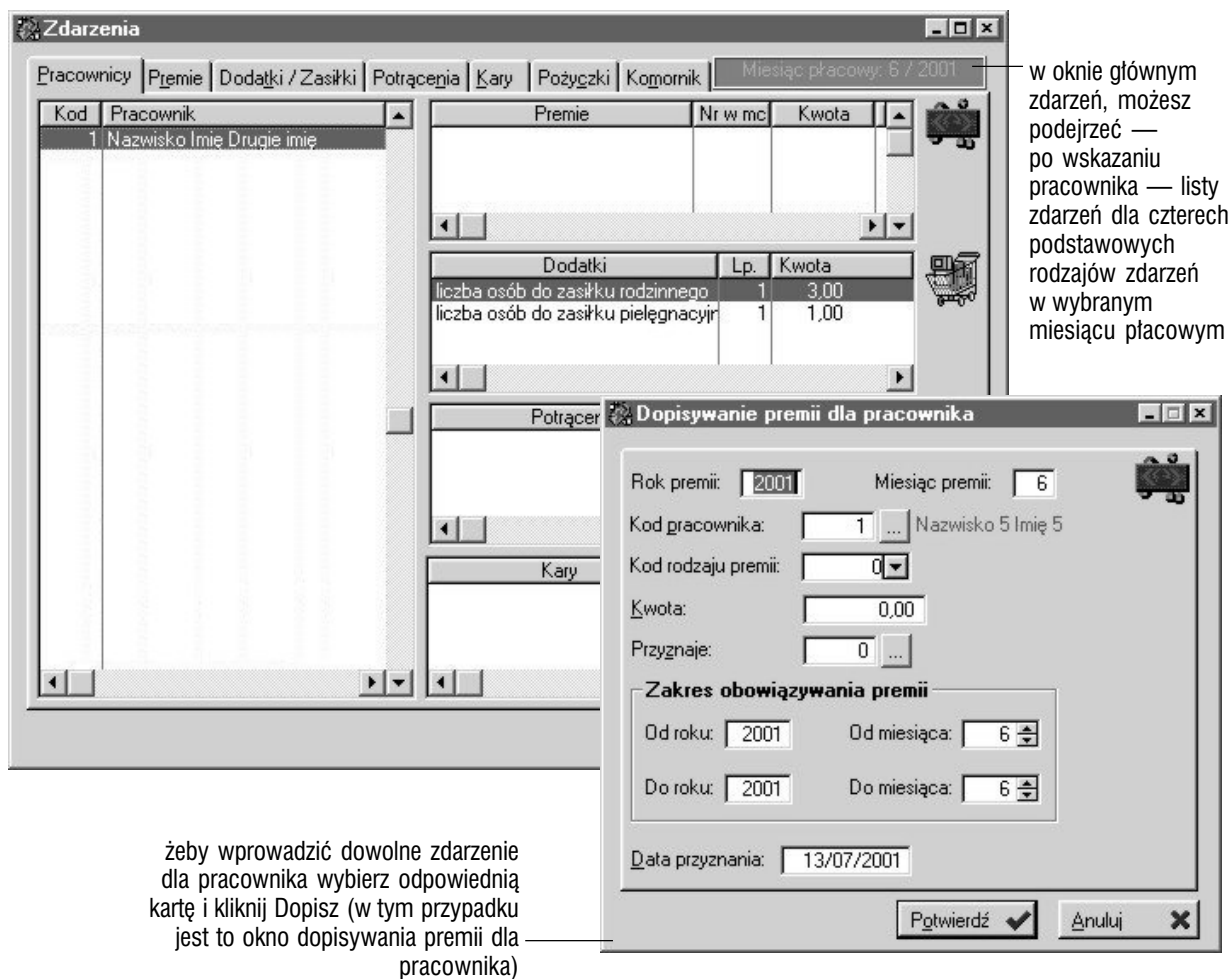 Zdarzenia
Pracownicy Premie Dodatki / Zasiłki Potrącenia Kary Pożyczki Komornik Miesiąc płacowy: 6 / 2001
Kod Pracownik
1 Nazwisko Imię Drugie imię
Premie Nr w mc Kwota
Dodatki Lp. Kwota
liczba osób do zasiłku rodzinnego 1 3,00
liczba osób do zasiłku pielęgnacyjr 1 1,00
Potrącer
Kary
w oknie głównym
zdarzeń, możesz
podejrzeć —
po wskazaniu
pracownika — listy
zdarzeń dla czterech
podstawowych
rodzajów zdarzeń
w wybranym
miesiącu płacowym
Dopisywanie premii dla pracownika
Rok premii: 2001 Miesiąc premii: 6
Kod pracownika: 1 ... Nazwisko 5 Imię 5
Kod rodzaju premii: 0
Kwota: 0,00
Przyznaje: 0 ...
Zakres obowiązywania premii
Od roku: 2001 Od miesiąca: 6
Do roku: 2001 Do miesiąca: 6
Data przyznania: 13/07/2001
Potwierdź Anuluj
żeby wprowadzić dowolne zdarzenie
dla pracownika wybierz odpowiednią
kartę i kliknij Dopisz (w tym przypadku
jest to okno dopisywania premii dla
pracownika)